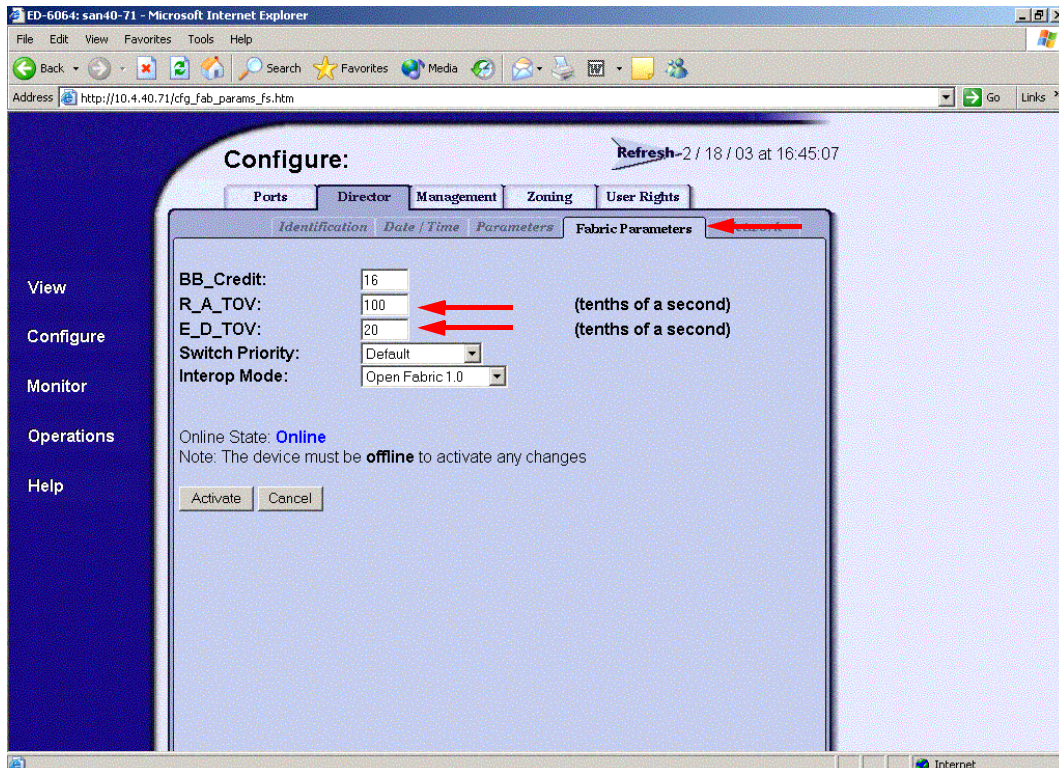 ED-6064: san40-71 - Microsoft Internet Explorer
File Edit View Favorites Tools Help
Back Search Favorites Media
Address http://10.4.40.71/cfg_fab_params_fs.htm Go Links »
Configure: Refresh-2 / 18 / 03 at 16:45:07
Ports Director Management Zoning User Rights
Identification Date / Time Parameters Fabric Parameters
View
Configure
Monitor
Operations
Help
BB_Credit: 16
R_A_TOV: 100 (tenths of a second)
E_D_TOV: 20 (tenths of a second)
Switch Priority: Default
Interop Mode: Open Fabric 1.0
Online State: Online
Note: The device must be offline to activate any changes
Activate Cancel
Internet